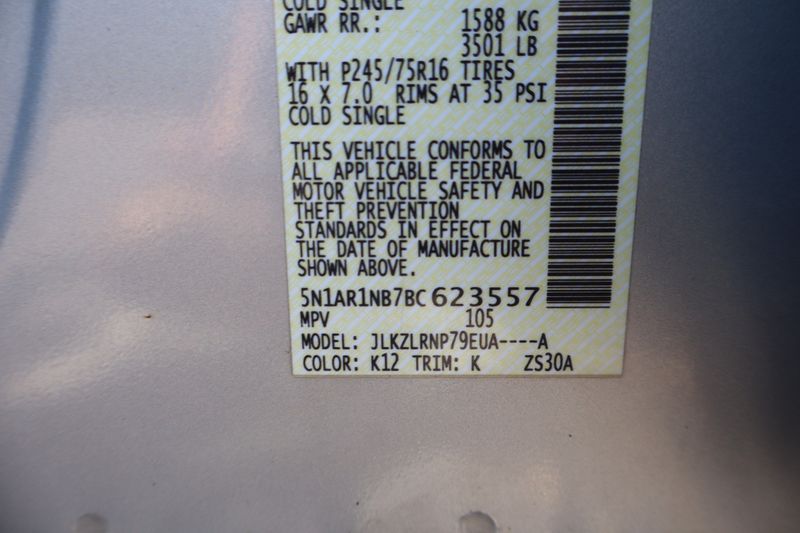 COLD SINGLE
GAWR RR.: 1588 KG
3501 LB
WITH P245/75R16 TIRES
16 X 7.0 RIMS AT 35 PSI
COLD SINGLE
THIS VEHICLE CONFORMS TO
ALL APPLICABLE FEDERAL
MOTOR VEHICLE SAFETY AND
THEFT PREVENTION
STANDARDS IN EFFECT ON
THE DATE OF MANUFACTURE
SHOWN ABOVE.
5N1AR1NB7BC623557
MPV 105
MODEL: JLKZLRNP79EUA----A
COLOR: K12 TRIM: K ZS30A